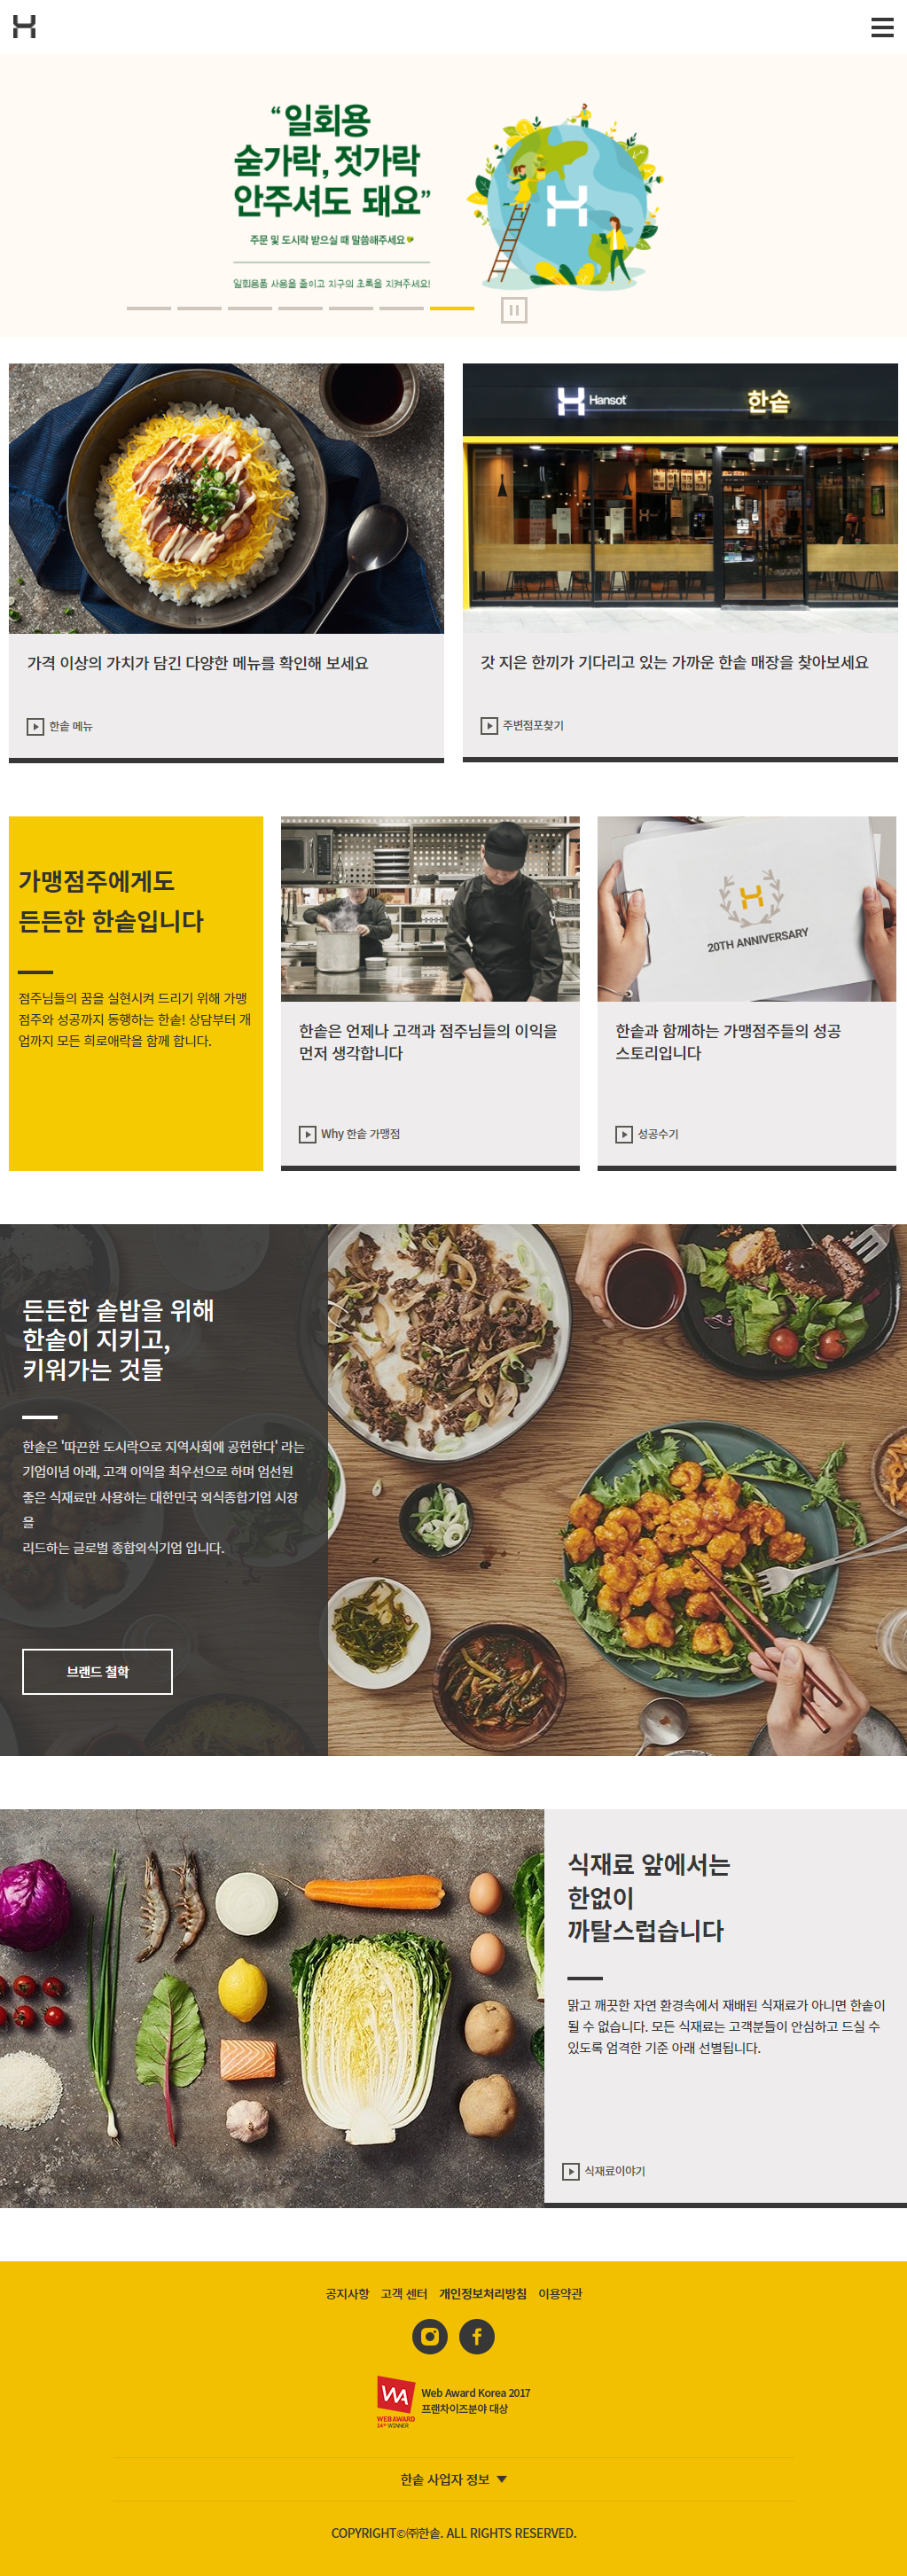 “일회용
숟가락, 젓가락
안주셔도 돼요”
주문 및 도시락 받으실 때 말씀해주세요
일회용품 사용을 줄이고 지구의 초록을 지켜주세요!
Hansot
한솥
가격 이상의 가치가 담긴 다양한 메뉴를 확인해 보세요
한솥 메뉴
갓 지은 한끼가 기다리고 있는 가까운 한솥 매장을 찾아보세요
주변점포찾기
가맹점주에게도
든든한 한솥입니다
점주님들의 꿈을 실현시켜 드리기 위해 가맹
점주와 성공까지 동행하는 한솥! 상담부터 개
업까지 모든 희로애락을 함께 합니다.
한솥은 언제나 고객과 점주님들의 이익을
먼저 생각합니다
Why 한솥 가맹점
20TH ANNIVERSARY
한솥과 함께하는 가맹점주들의 성공
스토리입니다
성공수기
든든한 솥밥을 위해
한솥이 지키고,
키워가는 것들
한솥은 '따끈한 도시락으로 지역사회에 공헌한다' 라는
기업이념 아래, 고객 이익을 최우선으로 하며 엄선된
좋은 식재료만 사용하는 대한민국 외식종합기업 시장
을
리드하는 글로벌 종합외식기업 입니다.
브랜드 철학
식재료 앞에서는
한없이
까탈스럽습니다
맑고 깨끗한 자연 환경속에서 재배된 식재료가 아니면 한솥이
될 수 없습니다. 모든 식재료는 고객분들이 안심하고 드실 수
있도록 엄격한 기준 아래 선별됩니다.
식재료이야기
공지사항 고객 센터 개인정보처리방침 이용약관
WA
WEB AWARD
14th WINNER
Web Award Korea 2017
프랜차이즈분야 대상
한솥 사업자 정보
COPYRIGHT©㈜한솥. ALL RIGHTS RESERVED.